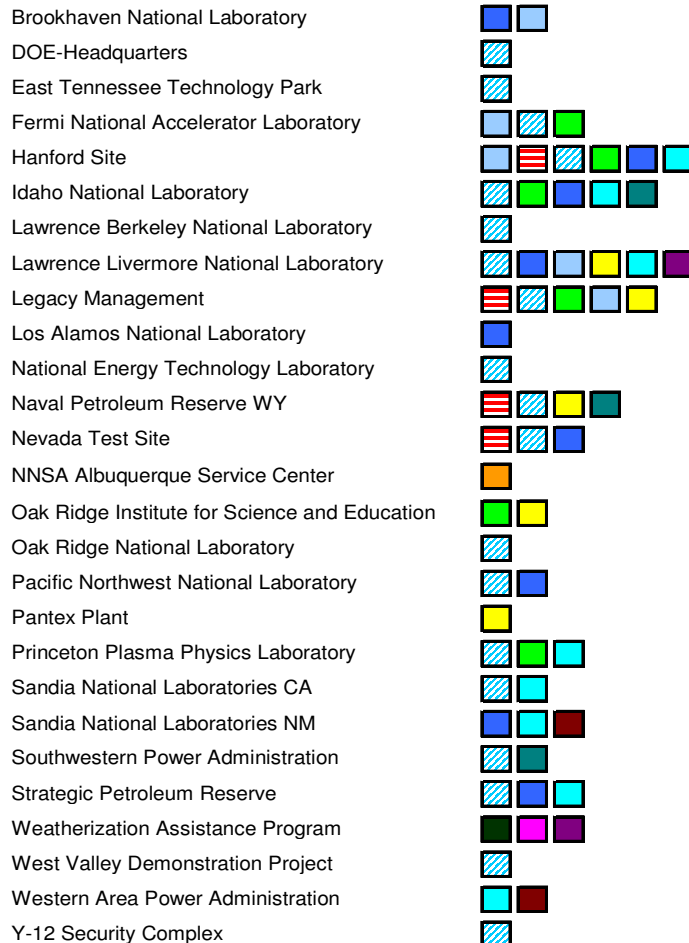 Brookhaven National Laboratory
DOE-Headquarters
East Tennessee Technology Park
Fermi National Accelerator Laboratory
Hanford Site
Idaho National Laboratory
Lawrence Berkeley National Laboratory
Lawrence Livermore National Laboratory
Legacy Management
Los Alamos National Laboratory
National Energy Technology Laboratory
Naval Petroleum Reserve WY
Nevada Test Site
NNSA Albuquerque Service Center
Oak Ridge Institute for Science and Education
Oak Ridge National Laboratory
Pacific Northwest National Laboratory
Pantex Plant
Princeton Plasma Physics Laboratory
Sandia National Laboratories CA
Sandia National Laboratories NM
Southwestern Power Administration
Strategic Petroleum Reserve
Weatherization Assistance Program
West Valley Demonstration Project
Western Area Power Administration
Y-12 Security Complex